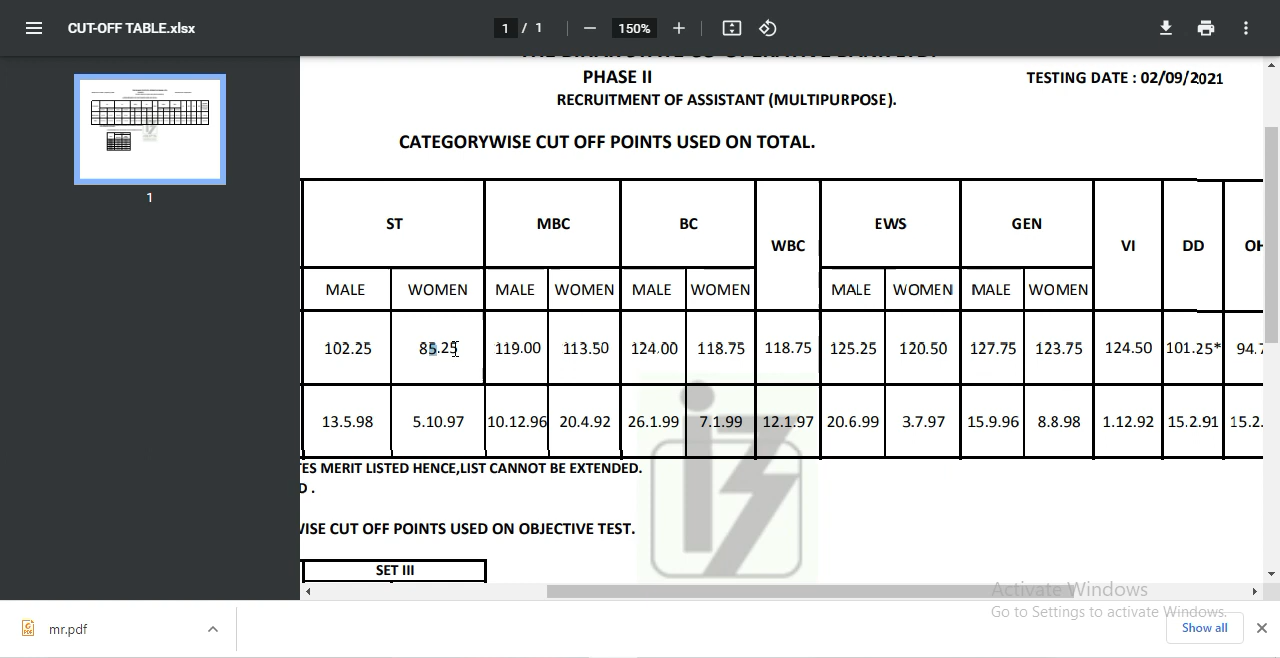 CUT-OFF TABLE.xlsx
1 / 1
150%
PHASE II
TESTING DATE : 02/09/2021
RECRUITMENT OF ASSISTANT (MULTIPURPOSE).
CATEGORYWISE CUT OFF POINTS USED ON TOTAL.
ST MBC BC WBC EWS GEN VI DD OH
MALE WOMEN MALE WOMEN MALE WOMEN MALE WOMEN MALE WOMEN
102.25 85.25 119.00 113.50 124.00 118.75 118.75 125.25 120.50 127.75 123.75 124.50 101.25* 94.7
13.5.98 5.10.97 10.12.96 20.4.92 26.1.99 7.1.99 12.1.97 20.6.99 3.7.97 15.9.96 8.8.98 1.12.92 15.2.91 15.2.
ES MERIT LISTED HENCE,LIST CANNOT BE EXTENDED.
D .
WISE CUT OFF POINTS USED ON OBJECTIVE TEST.
SET III
1
Activate Windows
Go to Settings to activate Windows.
mr.pdf
Show all